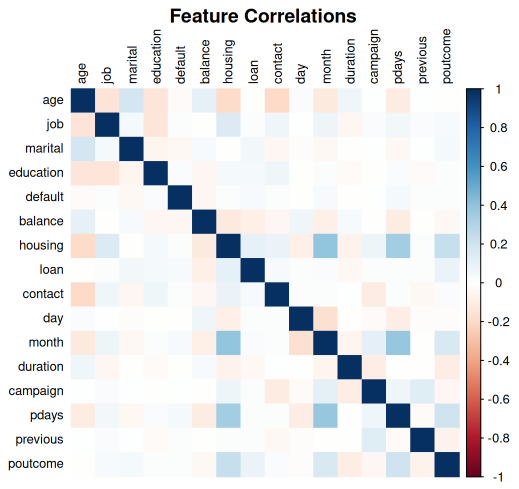 Feature Correlations
age job marital education default balance housing loan contact day month duration campaign pdays previous poutcome
age
job
marital
education
default
balance
housing
loan
contact
day
month
duration
campaign
pdays
previous
poutcome
1
0.8
0.6
0.4
0.2
0
-0.2
-0.4
-0.6
-0.8
-1